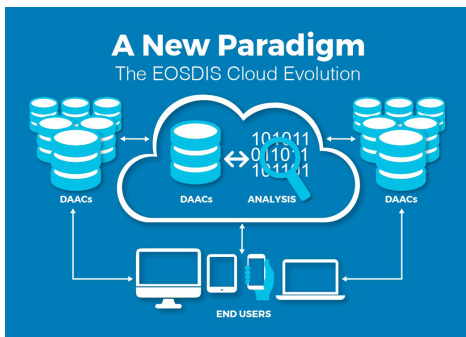 A New Paradigm
The EOSDIS Cloud Evolution
101011
011011
101101
DAACs
DAACs
ANALYSIS
DAACs
END USERS